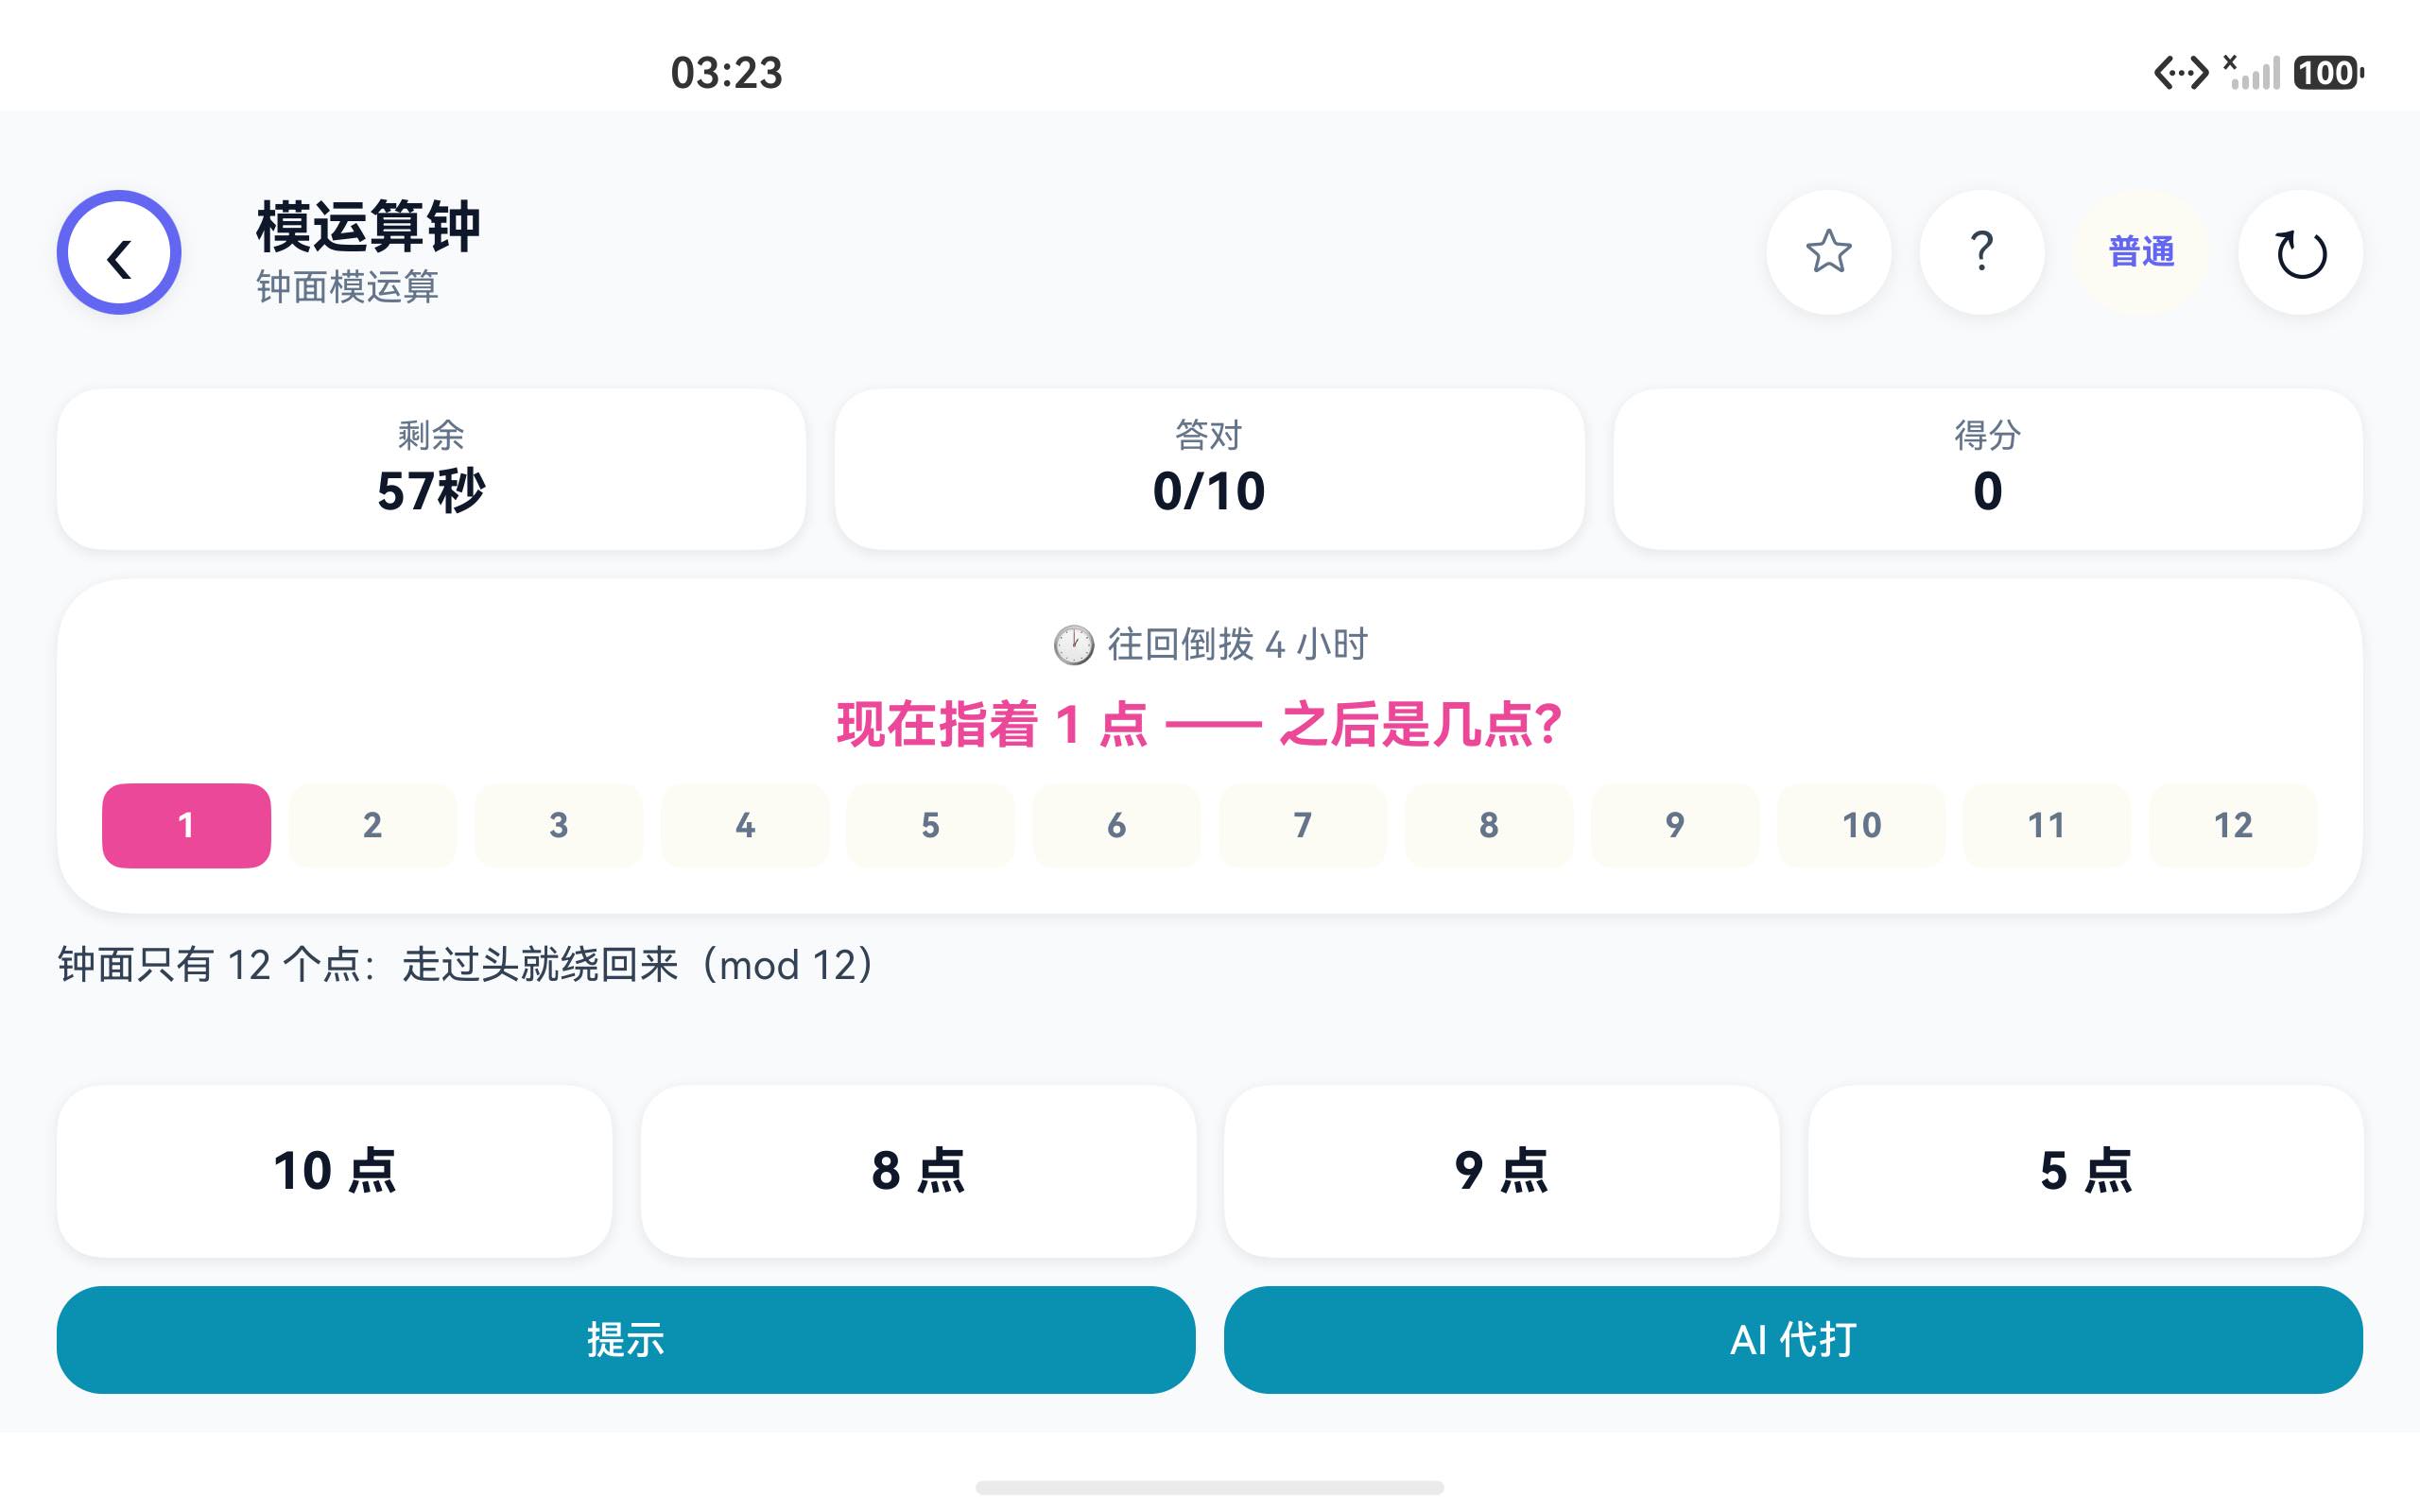 03:23
100
模运算钟
钟面模运算
?
普通
剩余
57秒
答对
0/10
得分
0
往回倒拨 4 小时
现在指着 1 点 —— 之后是几点?
1 2 3 4 5 6 7 8 9 10 11 12
钟面只有 12 个点：走过头就绕回来（mod 12）
10 点
8 点
9 点
5 点
提示
AI 代打